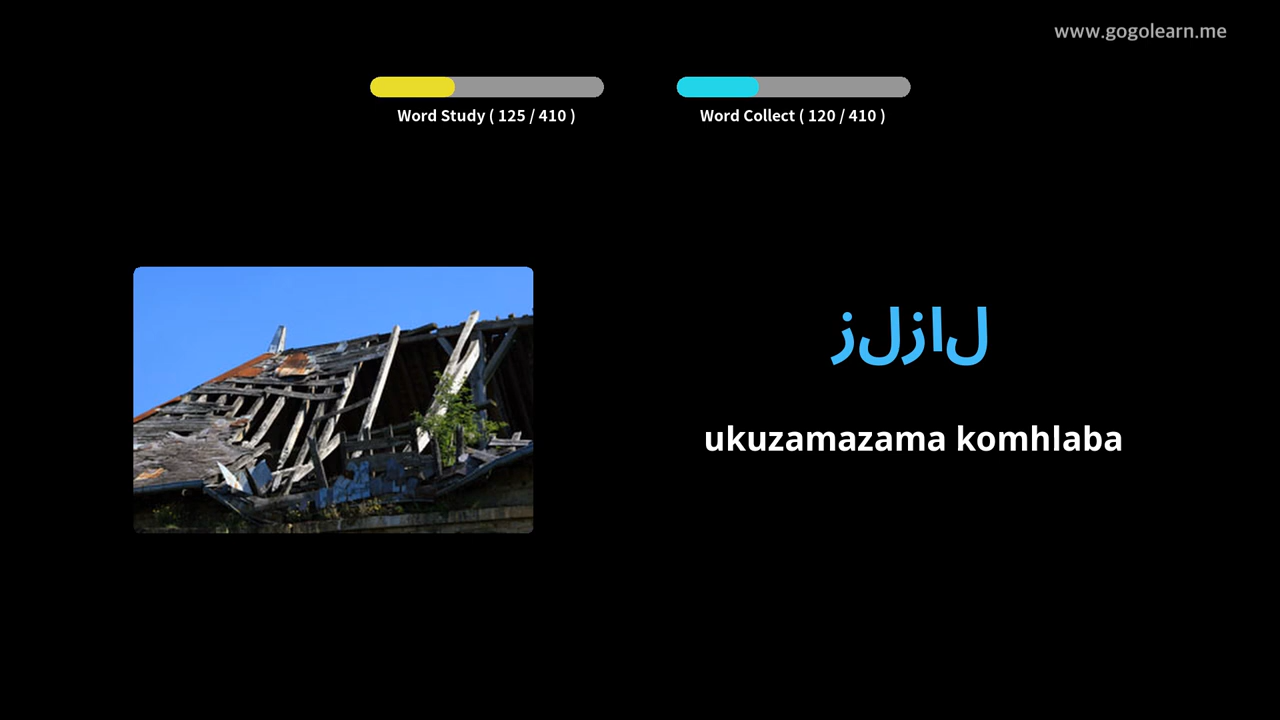 www.gogolearn.me
Word Study ( 125 / 410 )
Word Collect ( 120 / 410 )
زلزال
ukuzamazama komhlaba